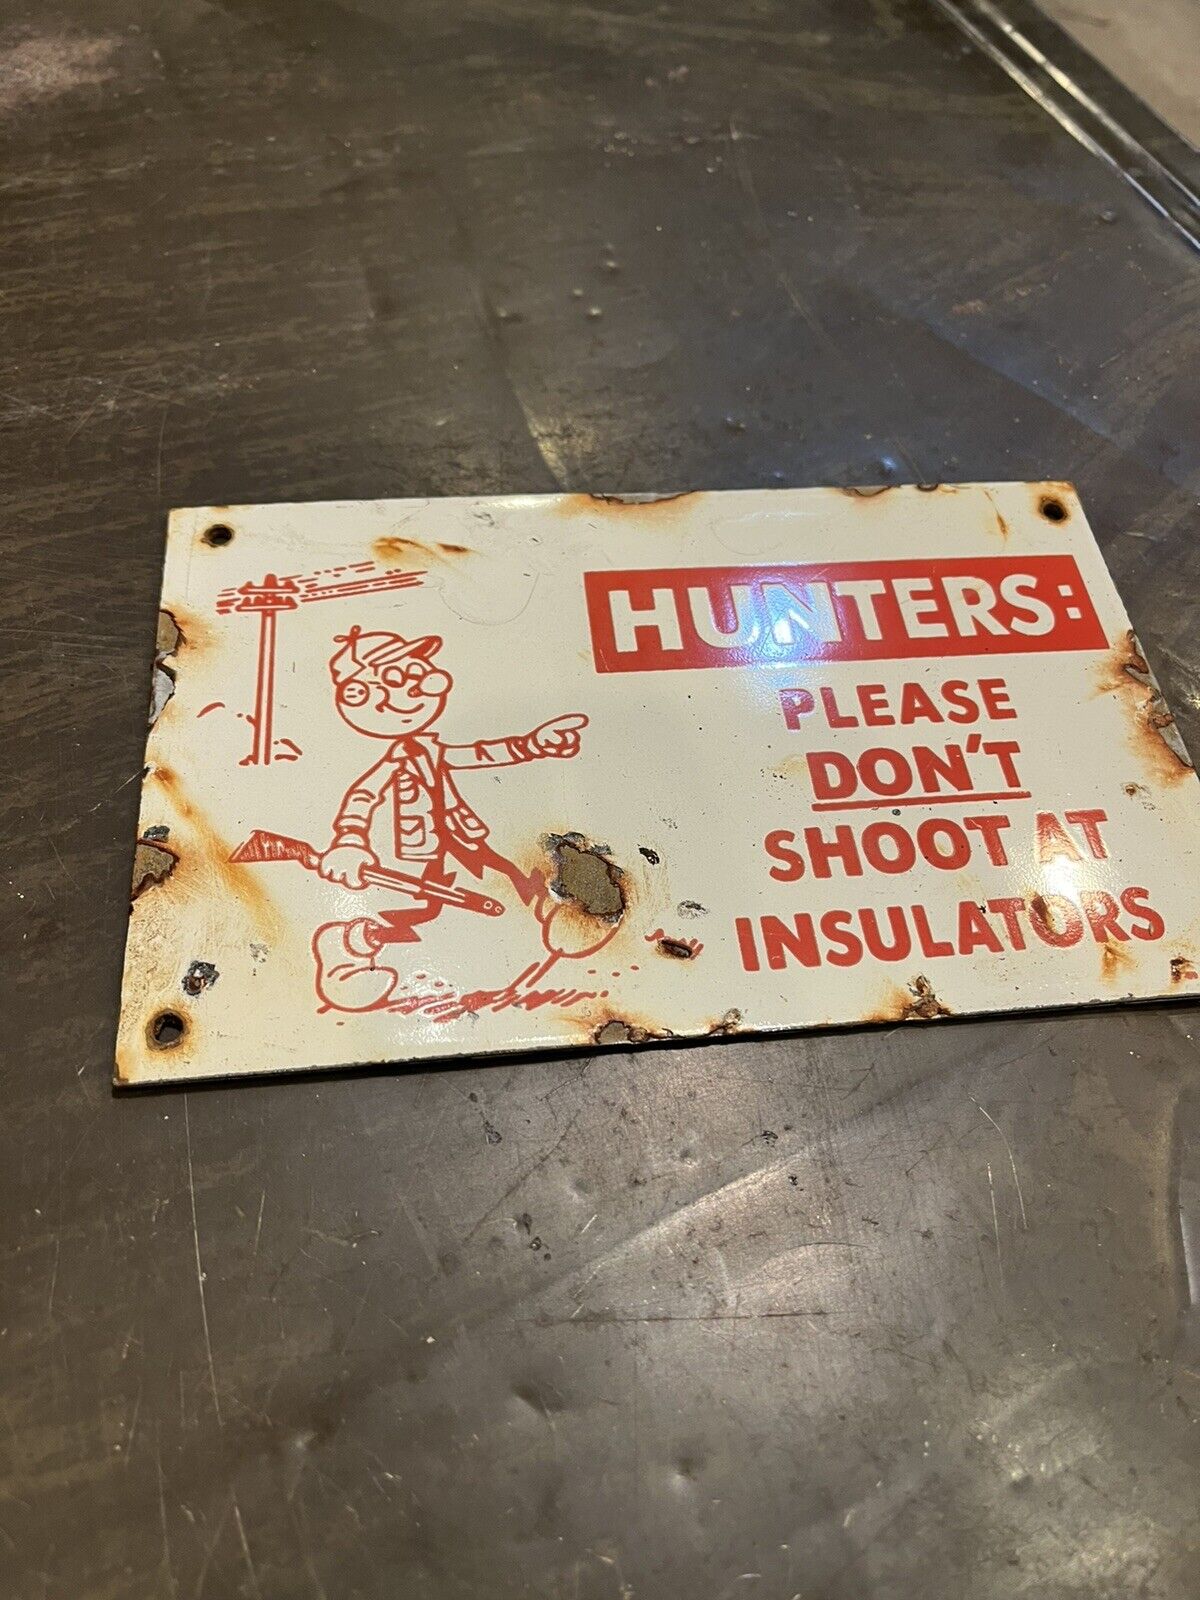 HUNTERS:
PLEASE
DON'T
SHOOT AT
INSULATORS